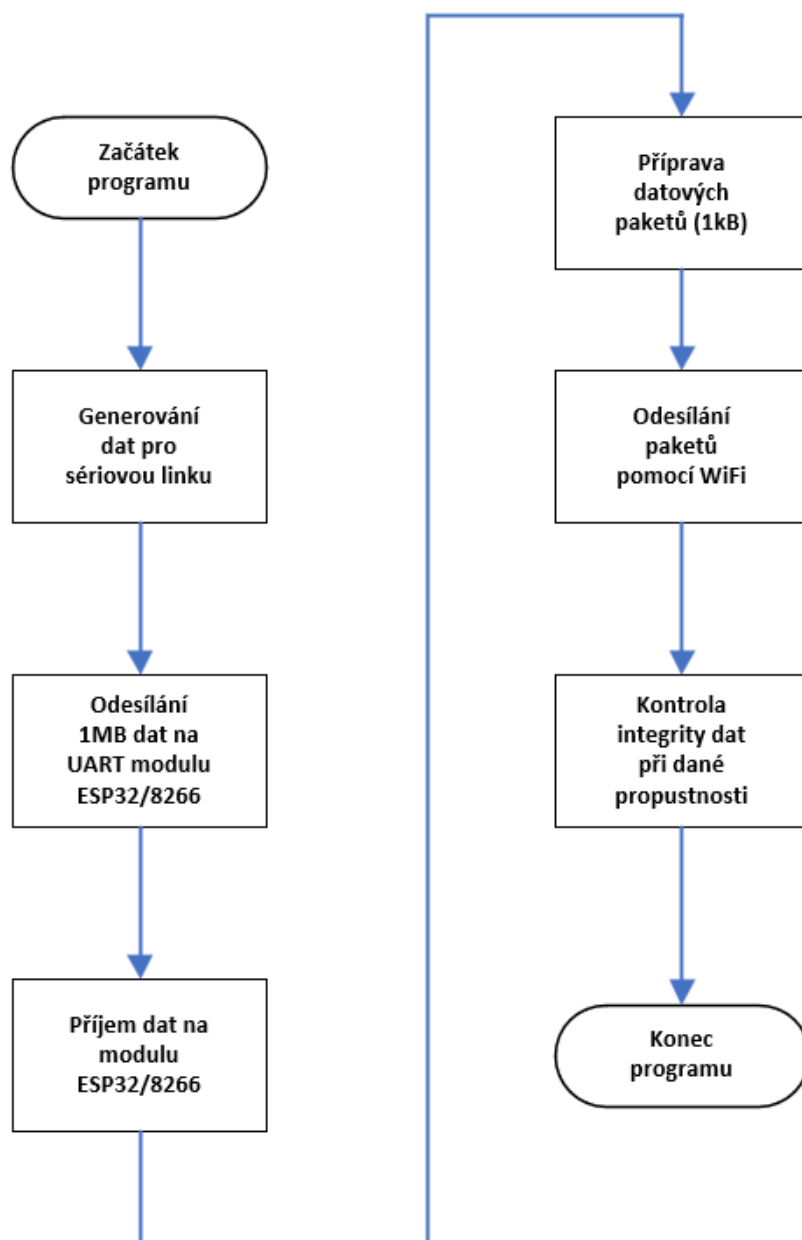 Začátek
programu
Generování
dat pro
sériovou linku
Odesílání
1MB dat na
UART modulu
ESP32/8266
Příjem dat na
modulu
ESP32/8266
Příprava
datových
paketů (1kB)
Odesílání
paketů
pomocí WiFi
Kontrola
integrity dat
při dané
propustnosti
Konec
programu